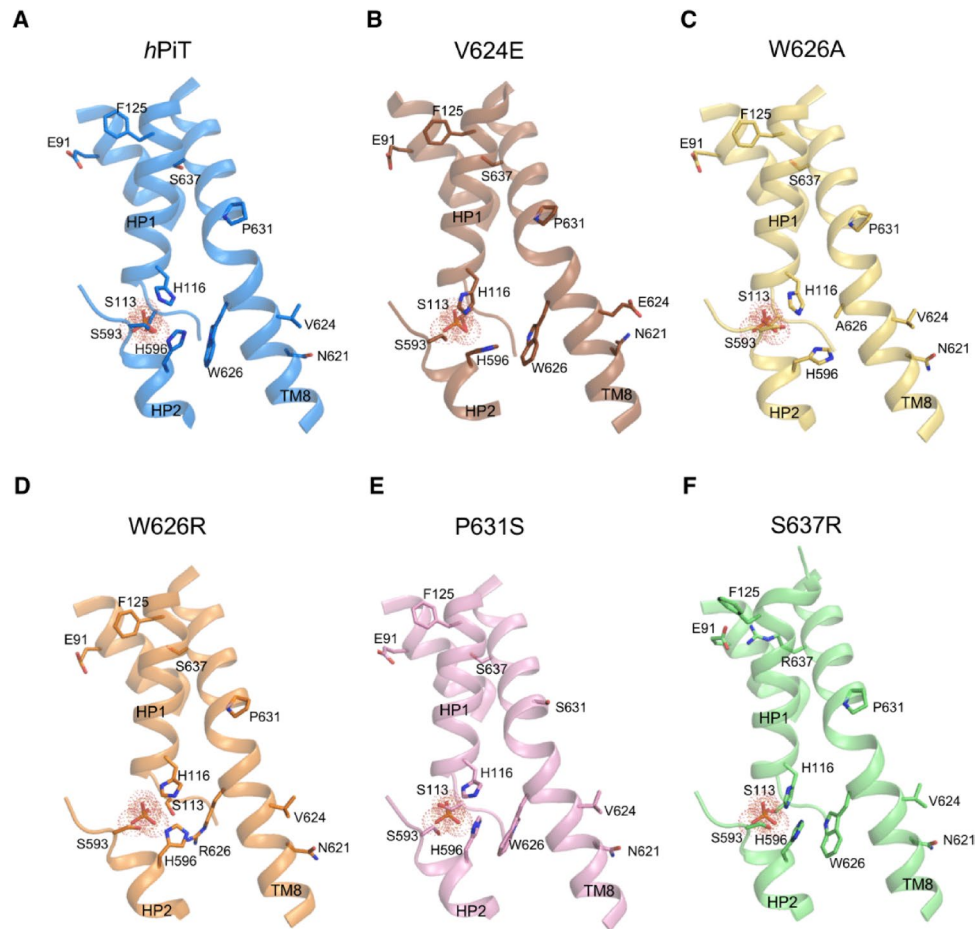 A
hPiT
F125
E91
S637
HP1
P631
H116
S113
S593
V624
H596
N621
W626
HP2
TM8
B
V624E
F125
E91
S637
HP1
P631
H116
S113
E624
S593
N621
H596
W626
HP2
TM8
C
W626A
F125
E91
S637
HP1
P631
H116
S113
A626
V624
S593
N621
H596
HP2
TM8
D
W626R
F125
E91
S637
HP1
P631
H116
S113
V624
S593
H596
R626
N621
HP2
TM8
E
P631S
F125
E91
S637
HP1
S631
H116
S113
V624
S593
H596
W626
N621
HP2
TM8
F
S637R
F125
E91
R637
HP1
P631
H116
S113
V624
S593
H596
N621
W626
HP2
TM8